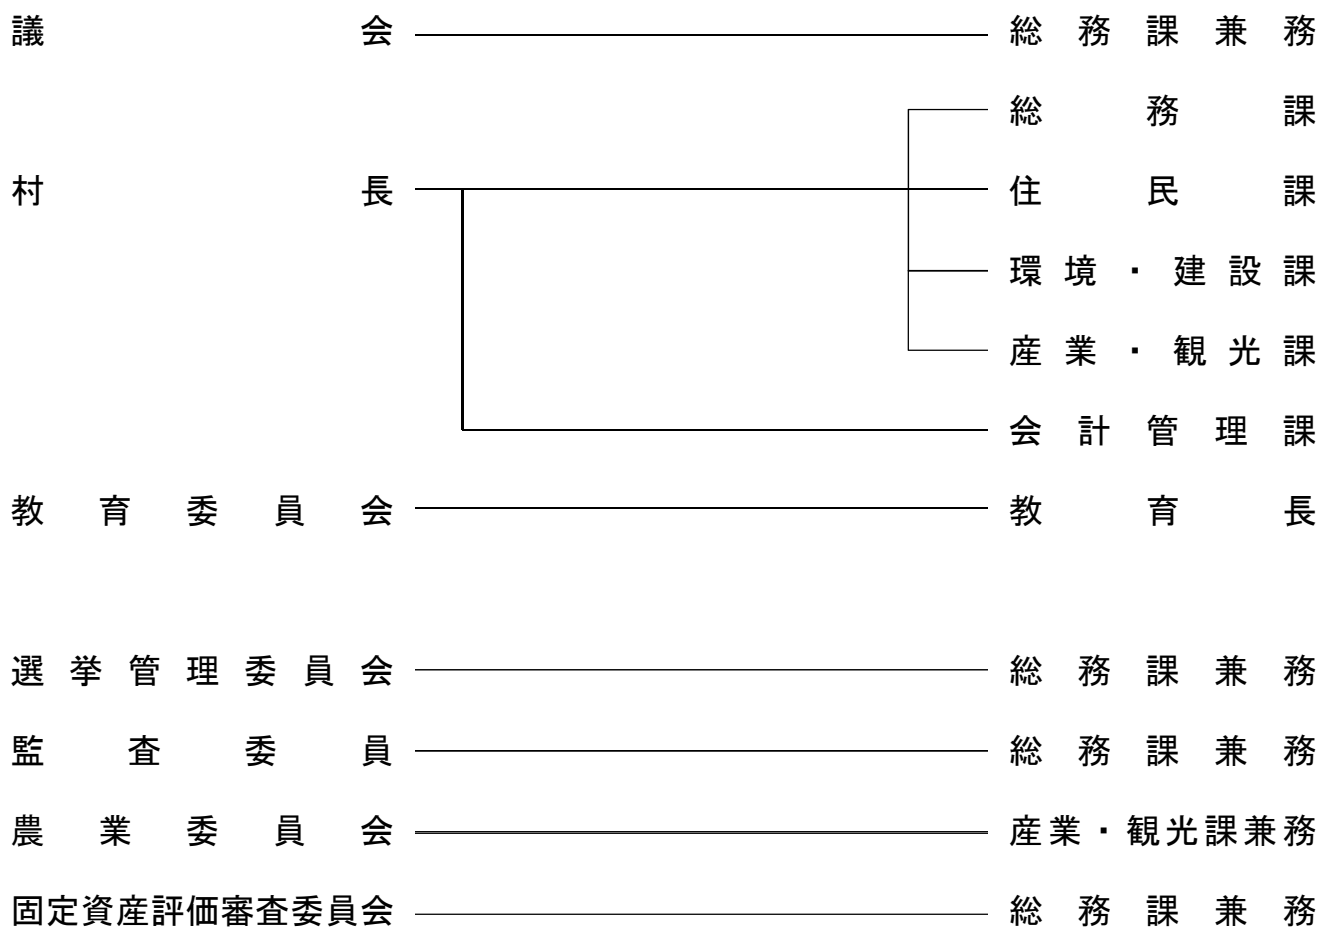 議会 総務課兼務
総務課
村長 住民課
環境・建設課
産業・観光課
会計管理課
教育委員会 教育長
選挙管理委員会 総務課兼務
監査委員 総務課兼務
農業委員会 産業・観光課兼務
固定資産評価審査委員会 総務課兼務